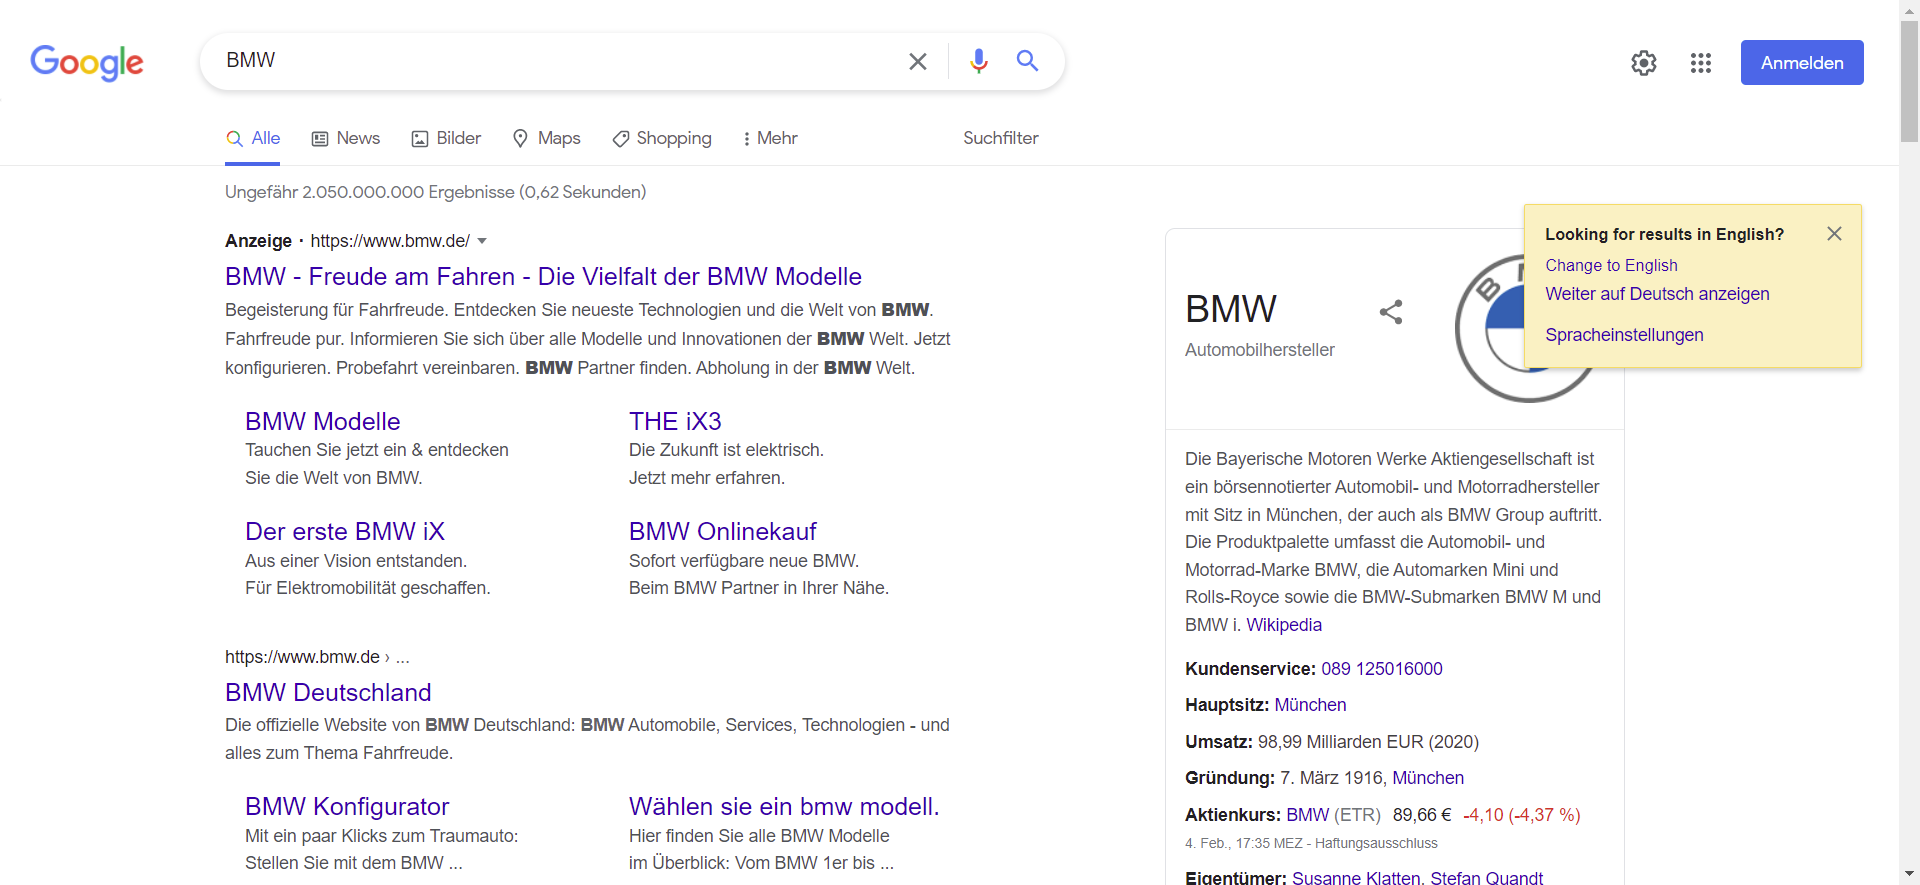 Google
BMW
Anmelden
Alle
News
Bilder
Maps
Shopping
Mehr
Suchfilter
Ungefähr 2.050.000.000 Ergebnisse (0,62 Sekunden)
Anzeige · https://www.bmw.de/
BMW - Freude am Fahren - Die Vielfalt der BMW Modelle
Begeisterung für Fahrfreude. Entdecken Sie neueste Technologien und die Welt von BMW.
Fahrfreude pur. Informieren Sie sich über alle Modelle und Innovationen der BMW Welt. Jetzt
konfigurieren. Probefahrt vereinbaren. BMW Partner finden. Abholung in der BMW Welt.
BMW Modelle
Tauchen Sie jetzt ein & entdecken
Sie die Welt von BMW.
THE iX3
Die Zukunft ist elektrisch.
Jetzt mehr erfahren.
Der erste BMW iX
Aus einer Vision entstanden.
Für Elektromobilität geschaffen.
BMW Onlinekauf
Sofort verfügbare neue BMW.
Beim BMW Partner in Ihrer Nähe.
https://www.bmw.de › ...
BMW Deutschland
Die offizielle Website von BMW Deutschland: BMW Automobile, Services, Technologien - und
alles zum Thema Fahrfreude.
BMW Konfigurator
Mit ein paar Klicks zum Traumauto:
Stellen Sie mit dem BMW ...
Wählen sie ein bmw modell.
Hier finden Sie alle BMW Modelle
im Überblick: Vom BMW 1er bis ...
Looking for results in English?
Change to English
Weiter auf Deutsch anzeigen
Spracheinstellungen
BMW
Automobilhersteller
B
Die Bayerische Motoren Werke Aktiengesellschaft ist
ein börsennotierter Automobil- und Motorradhersteller
mit Sitz in München, der auch als BMW Group auftritt.
Die Produktpalette umfasst die Automobil- und
Motorrad-Marke BMW, die Automarken Mini und
Rolls-Royce sowie die BMW-Submarken BMW M und
BMW i. Wikipedia
Kundenservice: 089 125016000
Hauptsitz: München
Umsatz: 98,99 Milliarden EUR (2020)
Gründung: 7. März 1916, München
Aktienkurs: BMW (ETR) 89,66 € -4,10 (-4,37 %)
4. Feb., 17:35 MEZ - Haftungsausschluss
Eigentümer: Susanne Klatten, Stefan Quandt